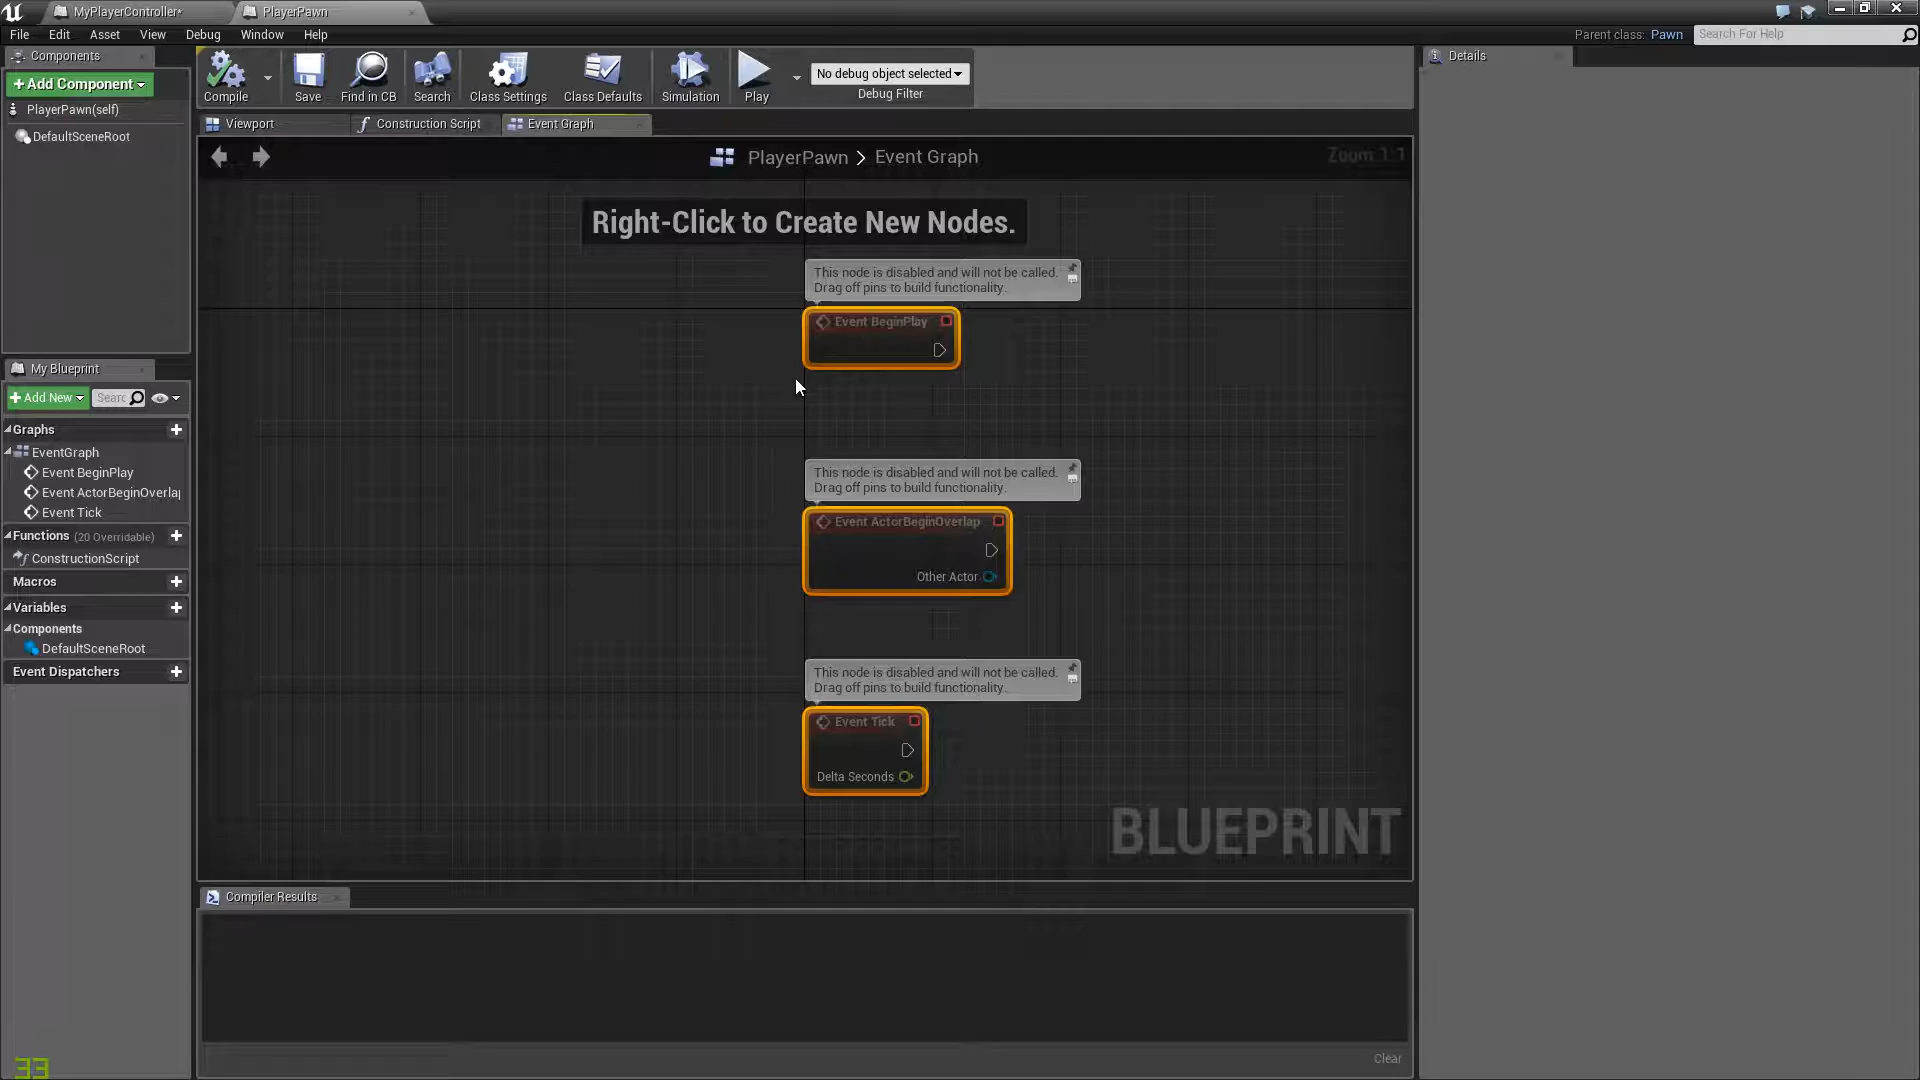 MyPlayerController*
PlayerPawn
File Edit Asset View Debug Window Help
Parent class: Pawn
Search For Help
Components
+Add Component
PlayerPawn(self)
DefaultSceneRoot
Compile
Save
Find in CB
Search
Class Settings
Class Defaults
Simulation
Play
No debug object selected
Debug Filter
Details
Viewport
Construction Script
Event Graph
PlayerPawn > Event Graph
Zoom 1:1
Right-Click to Create New Nodes.
This node is disabled and will not be called.
Drag off pins to build functionality.
Event BeginPlay
This node is disabled and will not be called.
Drag off pins to build functionality.
Event ActorBeginOverlap
Other Actor
This node is disabled and will not be called.
Drag off pins to build functionality.
Event Tick
Delta Seconds
BLUEPRINT
My Blueprint
+Add New
Searc
Graphs
EventGraph
Event BeginPlay
Event ActorBeginOverla
Event Tick
Functions (20 Overridable)
ConstructionScript
Macros
Variables
Components
DefaultSceneRoot
Event Dispatchers
Compiler Results
Clear
33